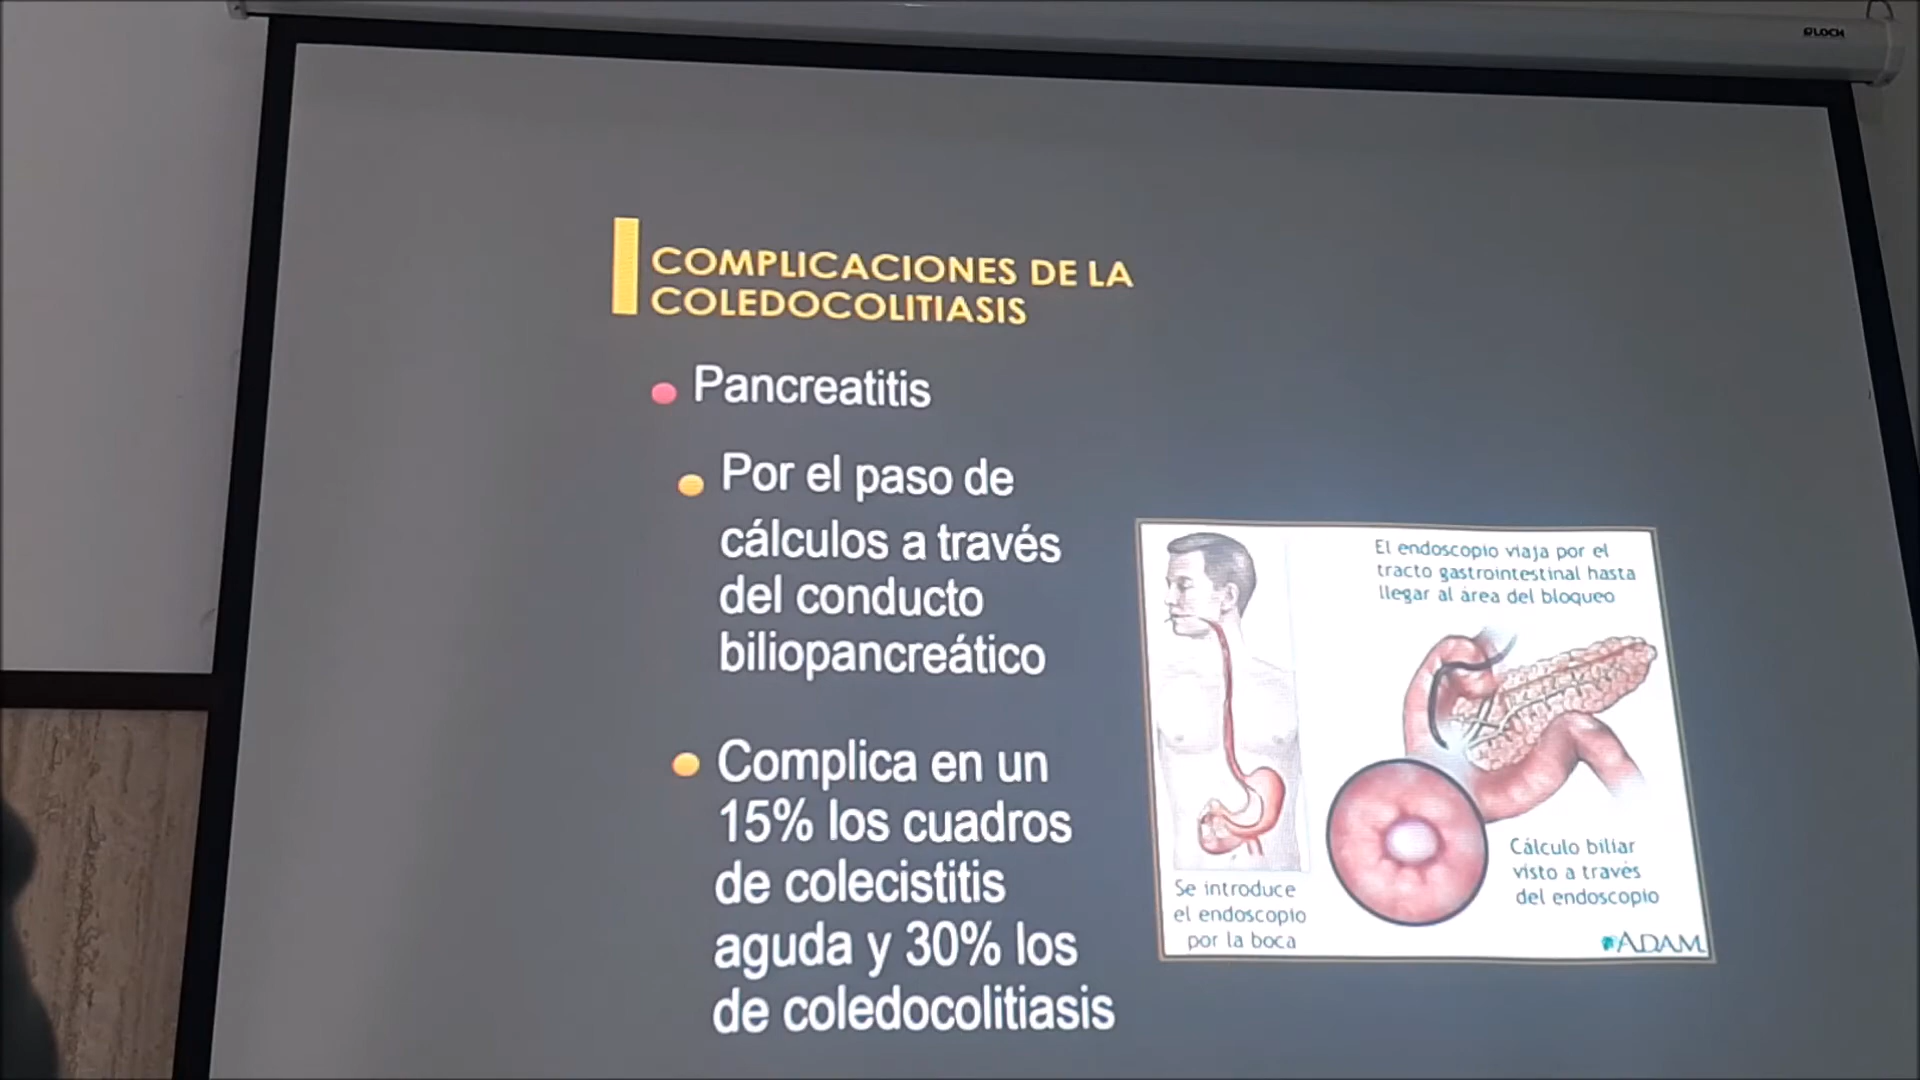 LOCH
COMPLICACIONES DE LA
COLEDOCOLITIASIS
Pancreatitis
Por el paso de
cálculos a través
del conducto
biliopancreático
Complica en un
15% los cuadros
de colecistitis
aguda y 30% los
de coledocolitiasis
El endoscopio viaja por el
tracto gastrointestinal hasta
llegar al área del bloqueo
Se introduce
el endoscopio
por la boca
Cálculo biliar
visto a través
del endoscopio
ADAM